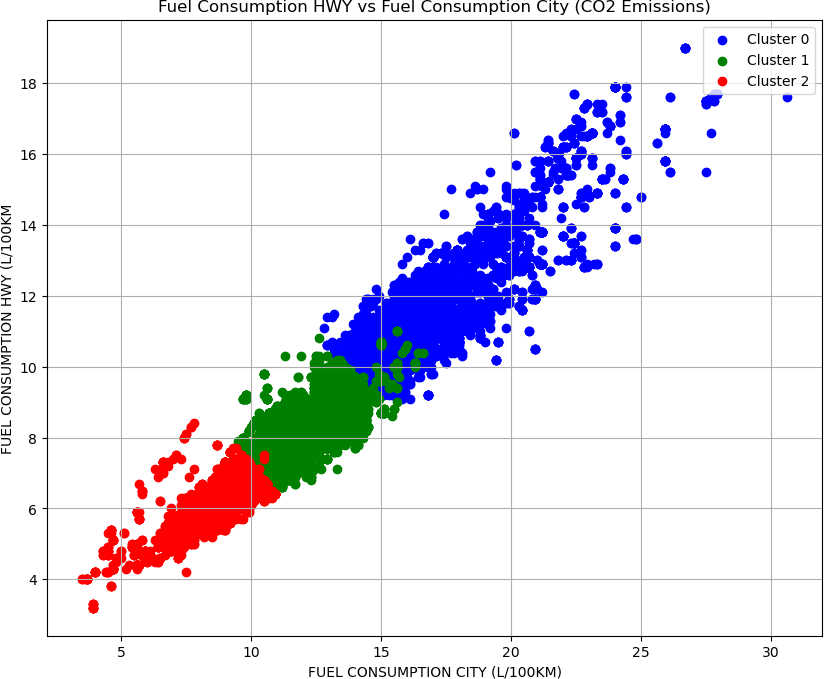 Fuel Consumption HWY vs Fuel Consumption City (CO2 Emissions)
Cluster 0
Cluster 1
Cluster 2
FUEL CONSUMPTION HWY (L/100KM
18
16
14
12
10
8
6
4
5 10 15 20 25 30
FUEL CONSUMPTION CITY (L/100KM)